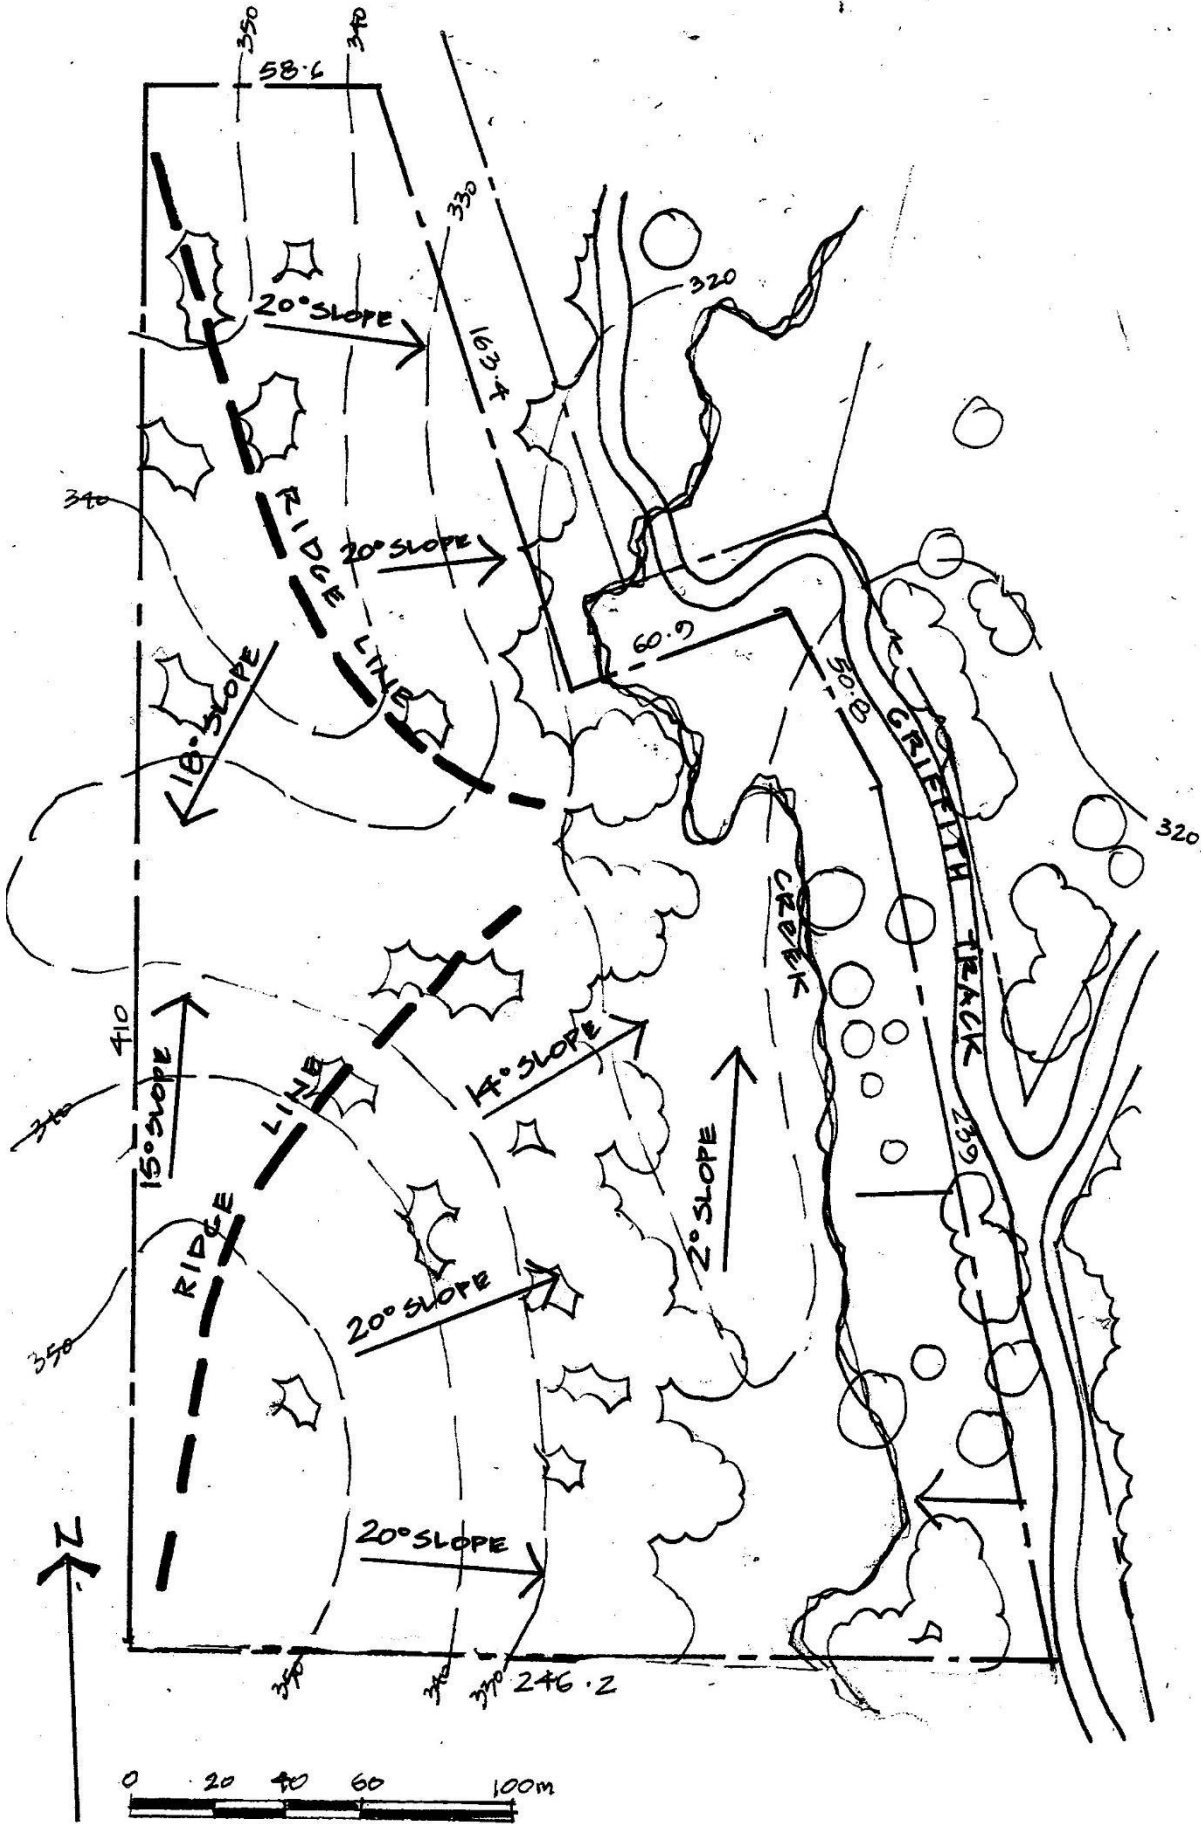 350
340
58.6
330
320
20° SLOPE
163.4
340
RIDGE LINE
20° SLOPE
60.9
50.8
18° SLOPE
GRIFFITH TRACK
320
CREEK
410
14° SLOPE
15° SLOPE
340
RIDGE LINE
239
2° SLOPE
350
20° SLOPE
20° SLOPE
N
350
340
330
246.2
0 20 40 60 100m